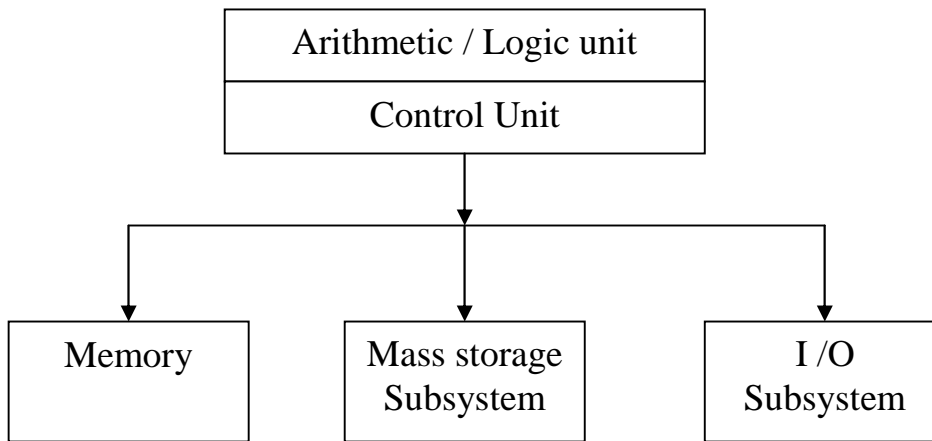 Arithmetic / Logic unit
Control Unit
Memory
Mass storage
Subsystem
I /O
Subsystem